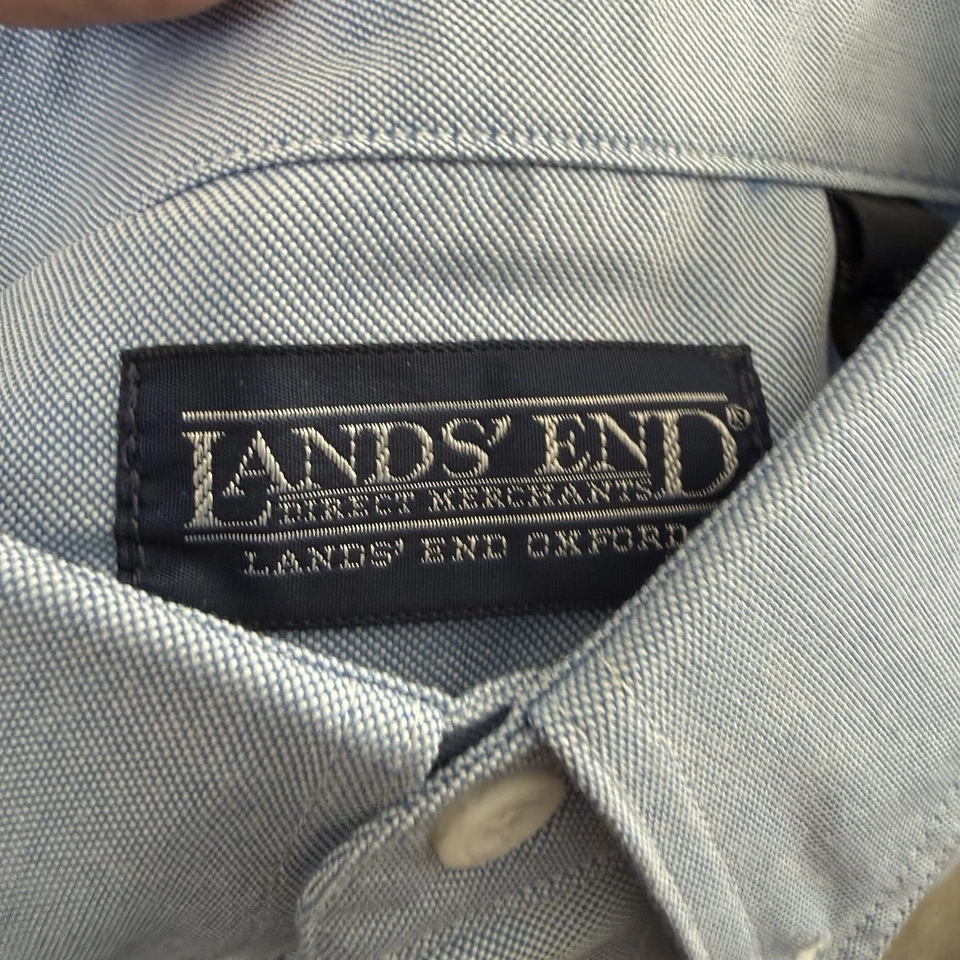 LANDS' END®
DIRECT MERCHANTS
LANDS' END OXFORD